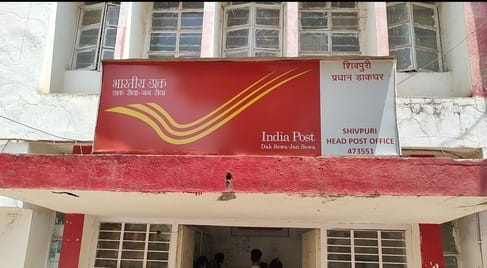 भारतीय डाक
डाक सेवा-जन सेवा
India Post
Dak Sewa-Jan Sewa
शिवपुरी
प्रधान डाकघर
SHIVPURI
HEAD POST OFFICE
473551